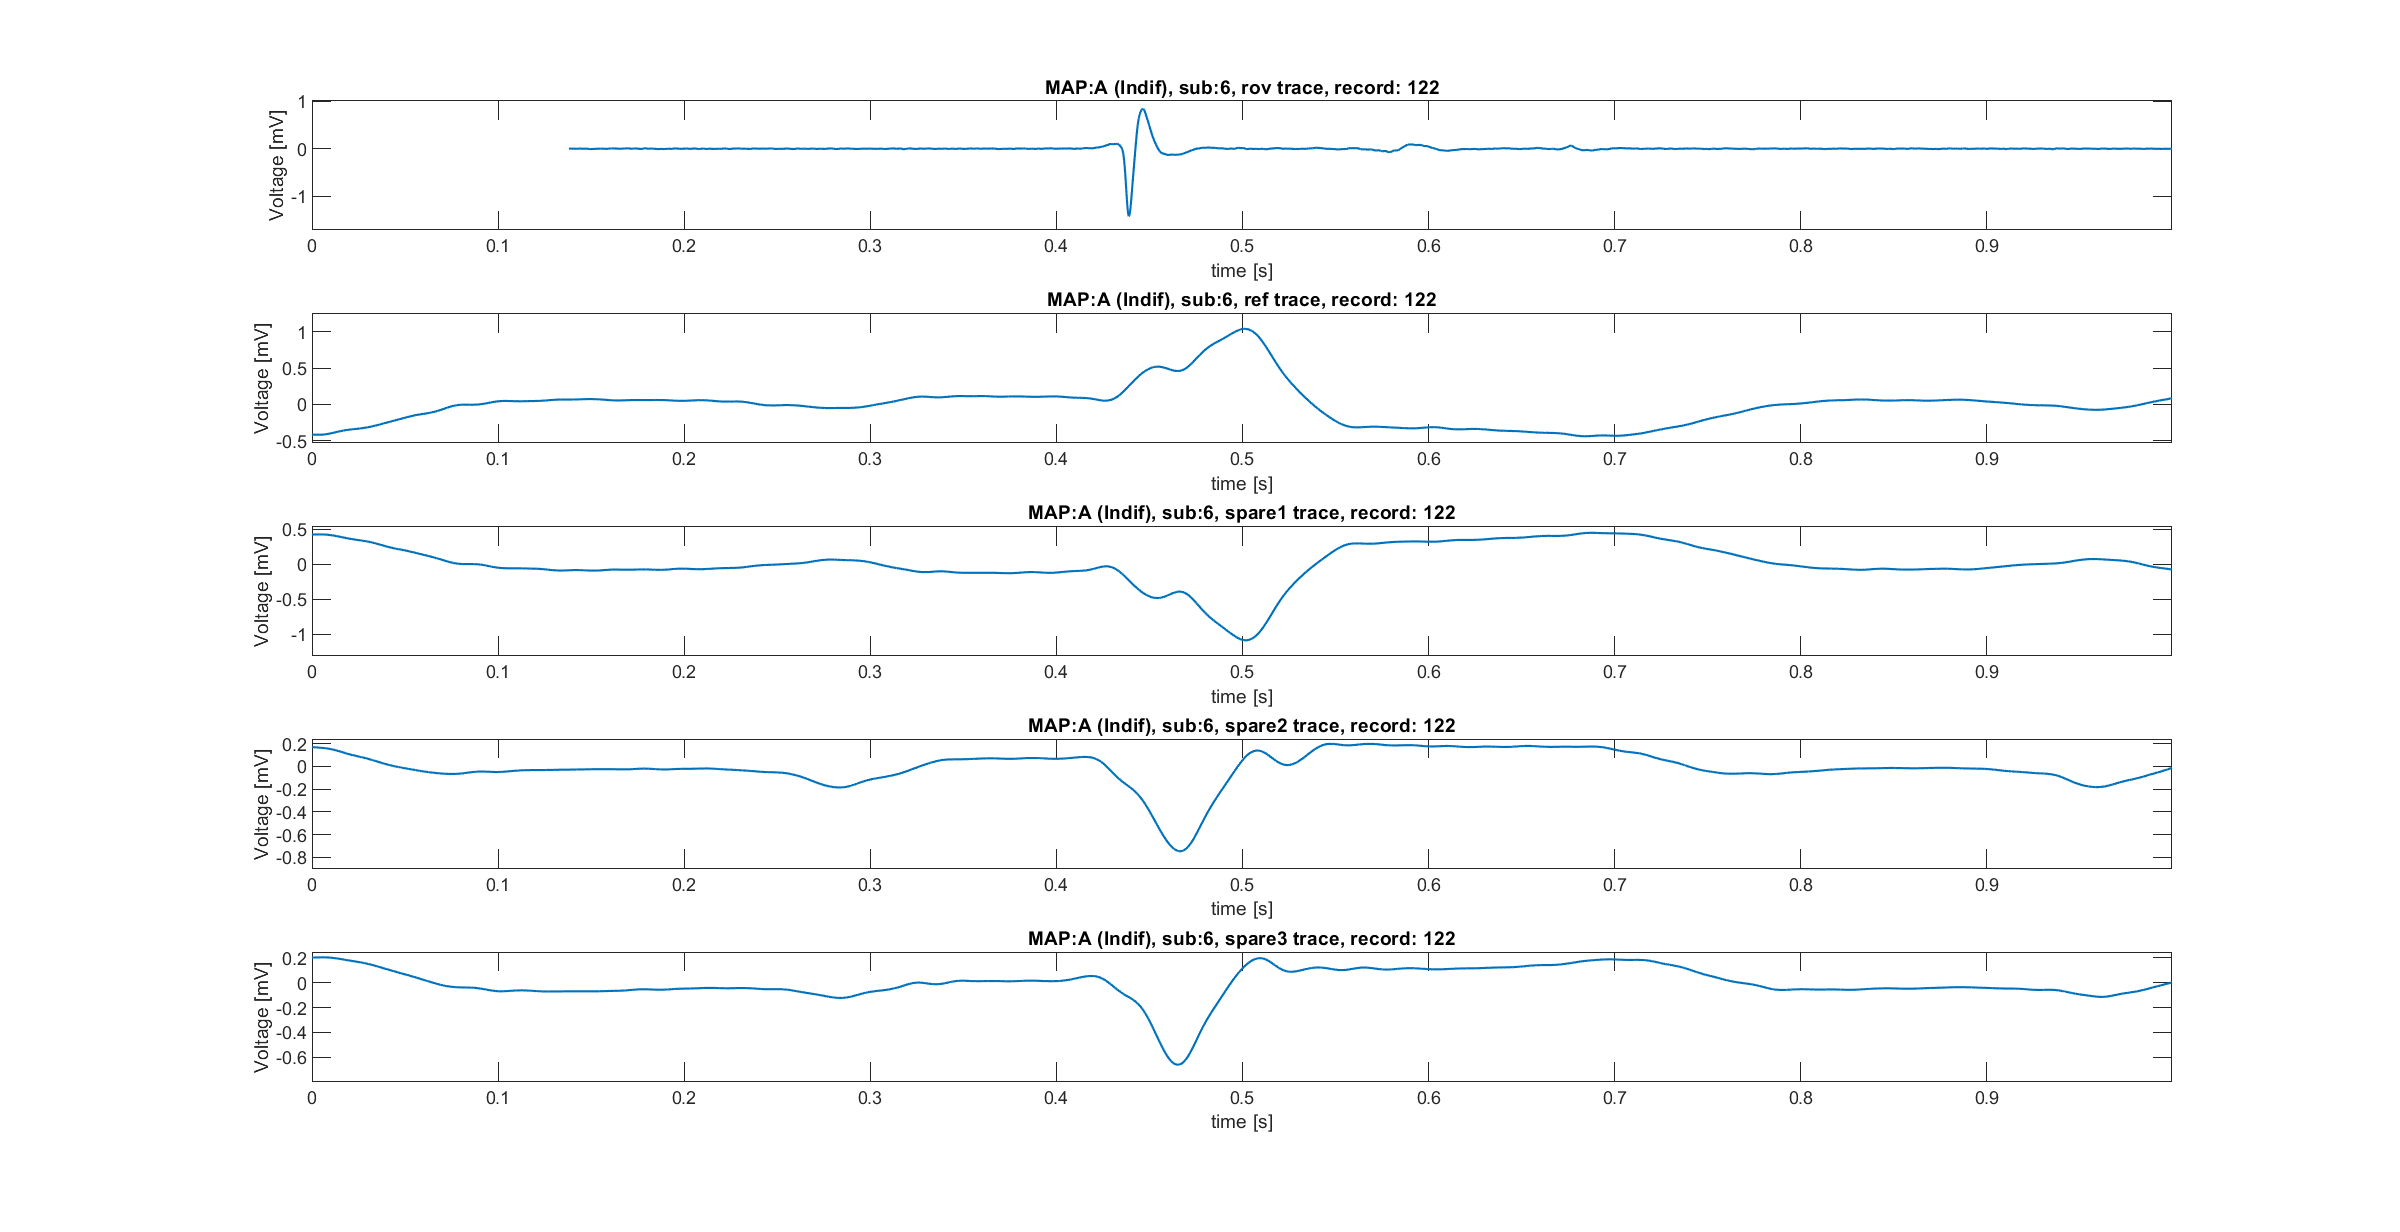 MAP:A (Indif), sub:6, rov trace, record: 122
Voltage [mV]
1
0
-1
0 0.1 0.2 0.3 0.4 0.5 0.6 0.7 0.8 0.9
time [s]
MAP:A (Indif), sub:6, ref trace, record: 122
Voltage [mV]
1
0.5
0
-0.5
0 0.1 0.2 0.3 0.4 0.5 0.6 0.7 0.8 0.9
time [s]
MAP:A (Indif), sub:6, spare1 trace, record: 122
Voltage [mV]
0.5
0
-0.5
-1
0 0.1 0.2 0.3 0.4 0.5 0.6 0.7 0.8 0.9
time [s]
MAP:A (Indif), sub:6, spare2 trace, record: 122
Voltage [mV]
0.2
0
-0.2
-0.4
-0.6
-0.8
0 0.1 0.2 0.3 0.4 0.5 0.6 0.7 0.8 0.9
time [s]
MAP:A (Indif), sub:6, spare3 trace, record: 122
Voltage [mV]
0.2
0
-0.2
-0.4
-0.6
0 0.1 0.2 0.3 0.4 0.5 0.6 0.7 0.8 0.9
time [s]